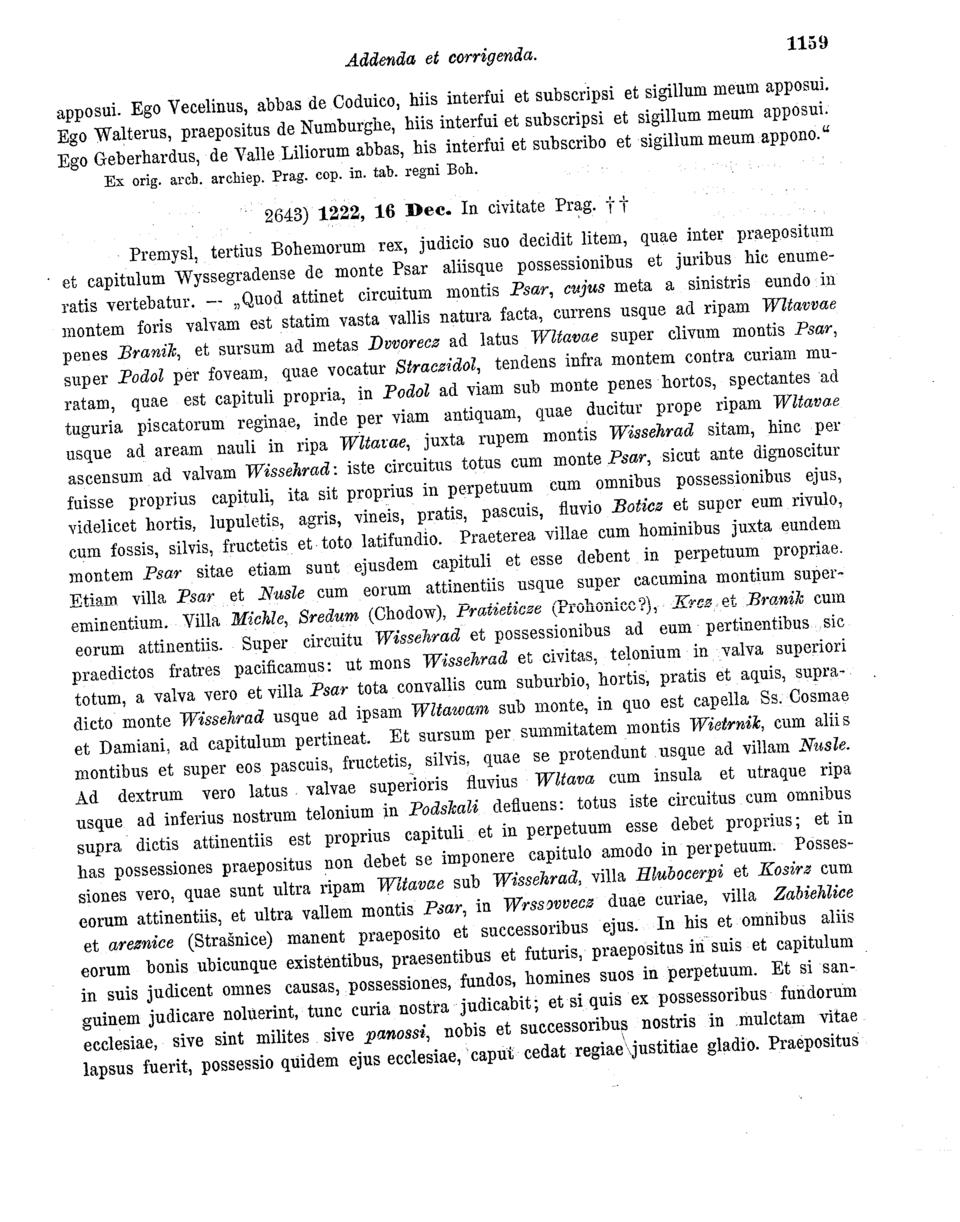 Addenda et corrigenda.
1159
apposui. Ego Vecelinus, abbas de Coduico, hiis interfui et subscripsi et sigillum meum apposui.
Ego Walterus, praepositus de Numburghe, hiis interfui et subscripsi et sigillum meum apposui.
Ego Geberhardus, de Valle Liliorum abbas, his interfui et subscribo et sigillum meum appono.“
Ex orig. arch. archiep. Prag. cop. in. tab. regni Boh.
2643) 1222, 16 Dec. In civitate Prag. ††
Premysl, tertius Bohemorum rex, judicio suo decidit litem, quae inter praepositum
et capitulum Wyssegradense de monte Psar aliisque possessionibus et juribus hic enume-
ratis vertebatur. — „Quod attinet circuitum montis Psar, cujus meta a sinistris eundo in
montem foris valvam est statim vasta vallis natura facta, currens usque ad ripam Wltavvae
penes Branik, et sursum ad metas Dvvorecz ad latus Wltavae super clivum montis Psar,
super Podol per foveam, quae vocatur Straczidol, tendens infra montem contra curiam mu-
ratam, quae est capituli propria, in Podol ad viam sub monte penes hortos, spectantes ad
tuguria piscatorum reginae, inde per viam antiquam, quae ducitur prope ripam Wltavae
usque ad aream nauli in ripa Wltavae, juxta rupem montis Wissehrad sitam, hinc per
ascensum ad valvam Wissehrad: iste circuitus totus cum monte Psar, sicut ante dignoscitur
fuisse proprius capituli, ita sit proprius in perpetuum cum omnibus possessionibus ejus,
videlicet hortis, lupuletis, agris, vineis, pratis, pascuis, fluvio Boticz et super eum rivulo,
cum fossis, silvis, fructetis et toto latifundio. Praeterea villae cum hominibus juxta eundem
montem Psar sitae etiam sunt ejusdem capituli et esse debent in perpetuum propriae.
Etiam villa Psar et Nusle cum eorum attinentiis usque super cacumina montium super-
eminentium. Villa Michle, Sredum (Chodow), Pratieticze (Prohonicc?), Krcz et Branik cum
eorum attinentiis. Super circuitu Wissehrad et possessionibus ad eum pertinentibus sic
praedictos fratres pacificamus: ut mons Wissehrad et civitas, telonium in valva superiori
totum, a valva vero et villa Psar tota convallis cum suburbio, hortis, pratis et aquis, supra-
dicto monte Wissehrad usque ad ipsam Wltawam sub monte, in quo est capella Ss. Cosmae
et Damiani, ad capitulum pertineat. Et sursum per summitatem montis Wietrnik, cum aliis
montibus et super eos pascuis, fructetis, silvis, quae se protendunt usque ad villam Nusle.
Ad dextrum vero latus valvae superioris fluvius Wltava cum insula et utraque ripa
usque ad inferius nostrum telonium in Podskali defluens: totus iste circuitus cum omnibus
supra dictis attinentiis est proprius capituli et in perpetuum esse debet proprius; et in
has possessiones praepositus non debet se imponere capitulo amodo in perpetuum. Posses-
siones vero, quae sunt ultra ripam Wltavae sub Wissehrad, villa Hlubocerpi et Kosirz cum
eorum attinentiis, et ultra vallem montis Psar, in Wrssovvecz duae curiae, villa Zabiehlice
et areznice (Strašnice) manent praeposito et successoribus ejus. In his et omnibus aliis
eorum bonis ubicunque existentibus, praesentibus et futuris, praepositus in suis et capitulum
in suis judicent omnes causas, possessiones, fundos, homines suos in perpetuum. Et si san-
guinem judicare noluerint, tunc curia nostra judicabit; et si quis ex possessoribus fundorum
ecclesiae, sive sint milites sive panossi, nobis et successoribus nostris in mulctam vitae
lapsus fuerit, possessio quidem ejus ecclesiae, caput cedat regiae justitiae gladio. Praepositus